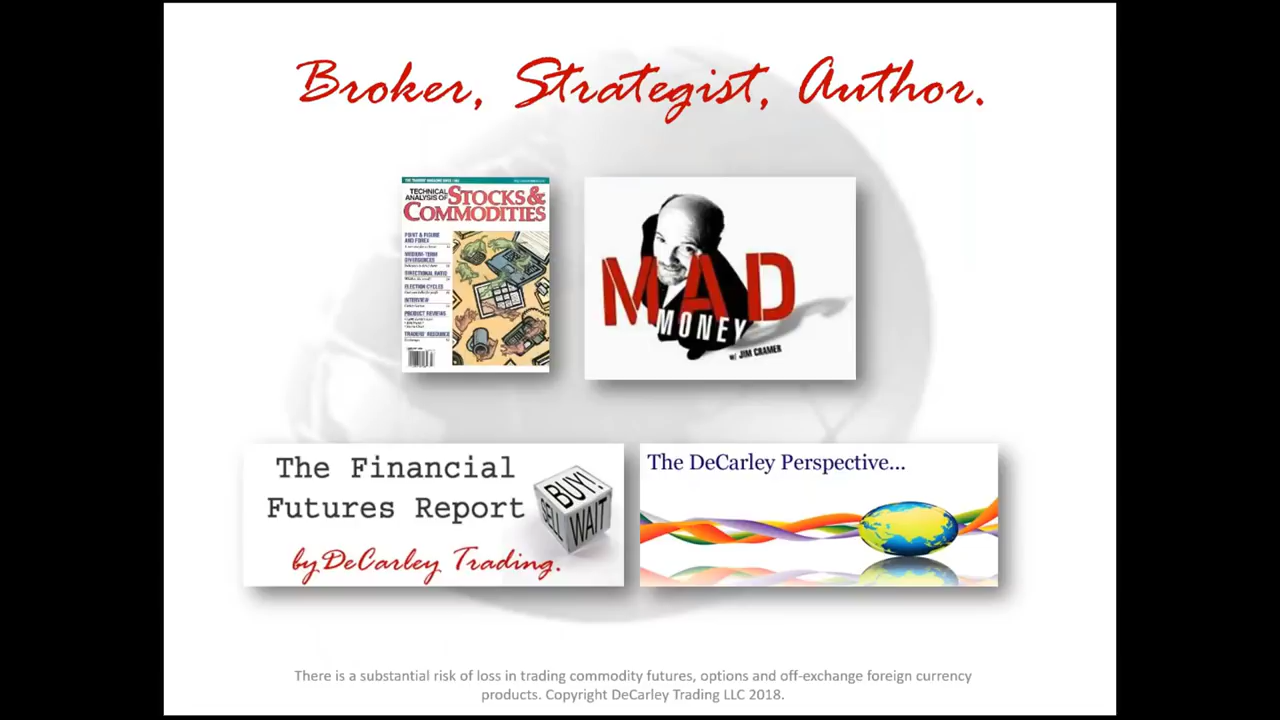 Broker, Strategist, Author.
TECHNICAL
ANALYSIS OF
STOCKS &
COMMODITIES
POINT & FIGURE
AND FOREX
MEDIUM-TERM
DIVERGENCES
DIRECTIONAL RATIO
ELECTION CYCLES
INTERVIEW
PRODUCT REVIEWS
MAD
MONEY
w/ JIM CRAMER
The Financial
Futures Report
BUY!
SELL
WAIT
by DeCarley Trading.
The DeCarley Perspective...
There is a substantial risk of loss in trading commodity futures, options and off-exchange foreign currency
products. Copyright DeCarley Trading LLC 2018.